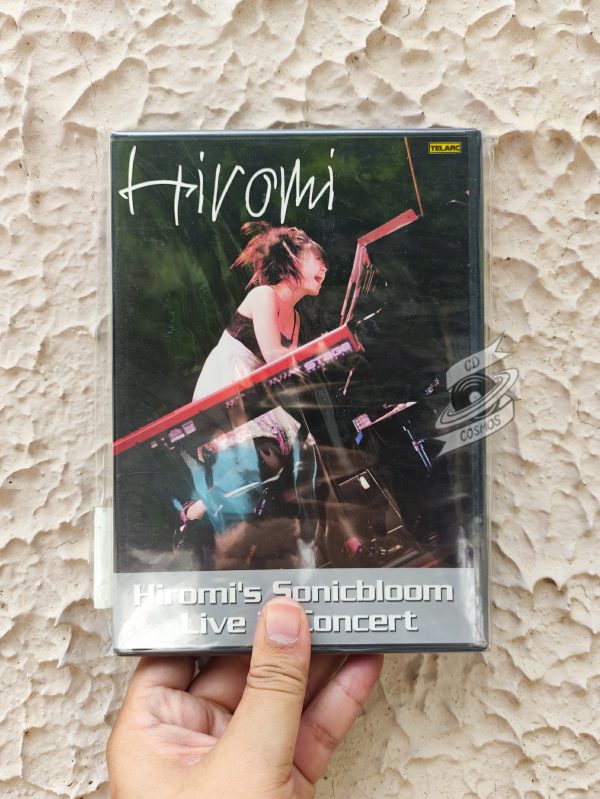 TELARC
Hiromi
CD
COSMOS
Hiromi's Sonicbloom
Live Concert